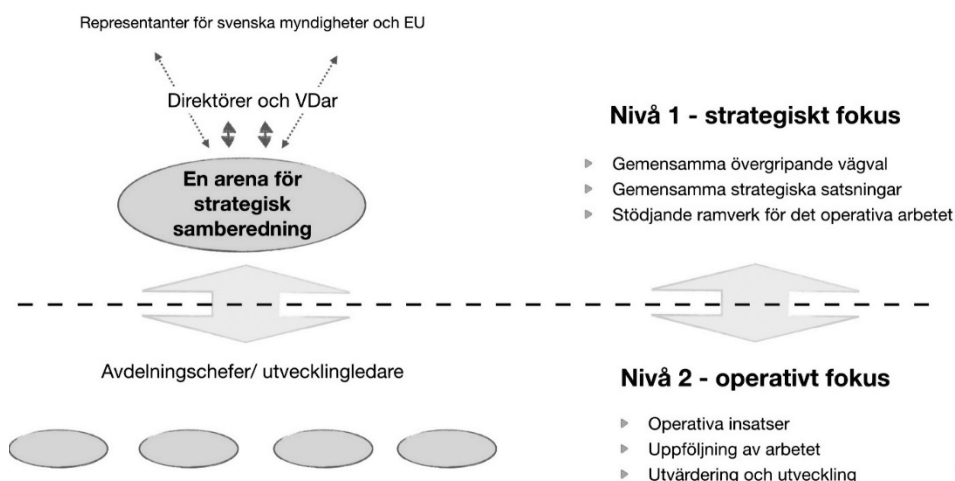 Representanter för svenska myndigheter och EU
Direktörer och VDar
En arena för
strategisk
samberedning
Nivå 1 - strategiskt fokus
Gemensamma övergripande vägval
Gemensamma strategiska satsningar
Stödjande ramverk för det operativa arbetet
Avdelningschefer/ utvecklingledare
Nivå 2 - operativt fokus
Operativa insatser
Uppföljning av arbetet
Utvärdering och utveckling